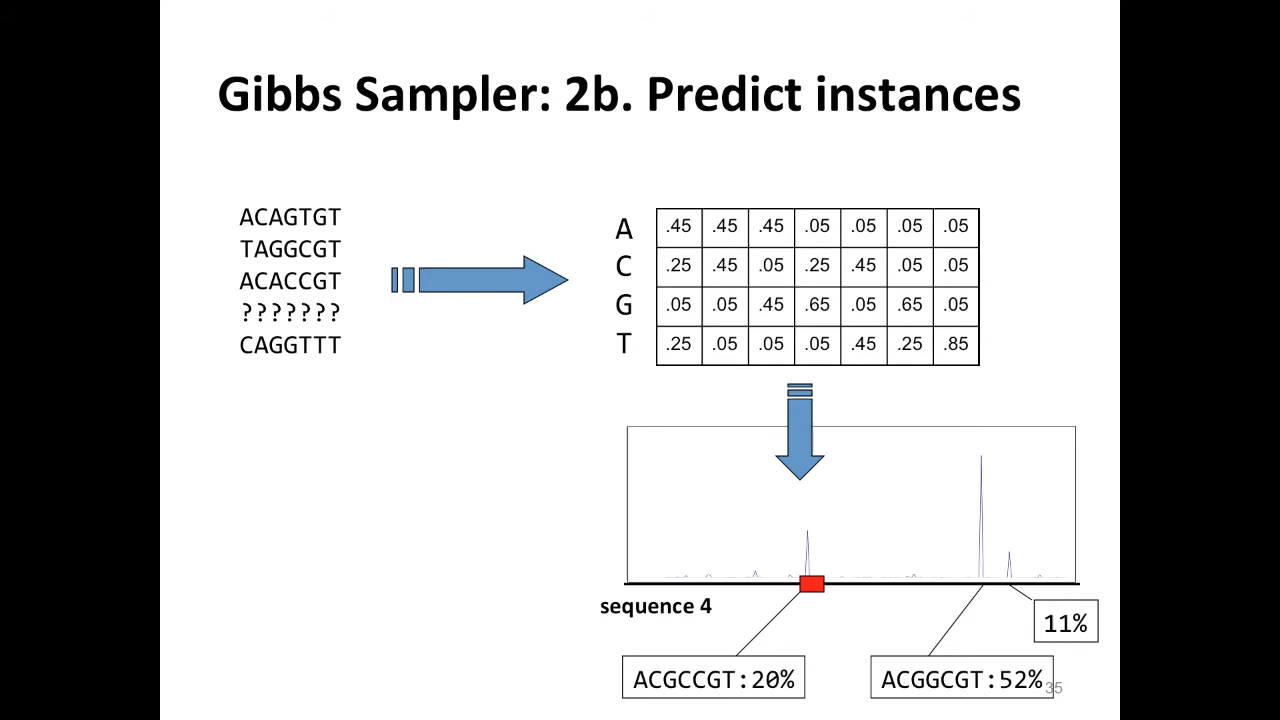 Gibbs Sampler: 2b. Predict instances
ACAGTGT
TAGGCGT
ACACCGT
???????
CAGGTTT
A .45 .45 .45 .05 .05 .05 .05
C .25 .45 .05 .25 .45 .05 .05
G .05 .05 .45 .65 .05 .65 .05
T .25 .05 .05 .05 .45 .25 .85
sequence 4
11%
ACGCCGT:20%
ACGGCGT:52%
35